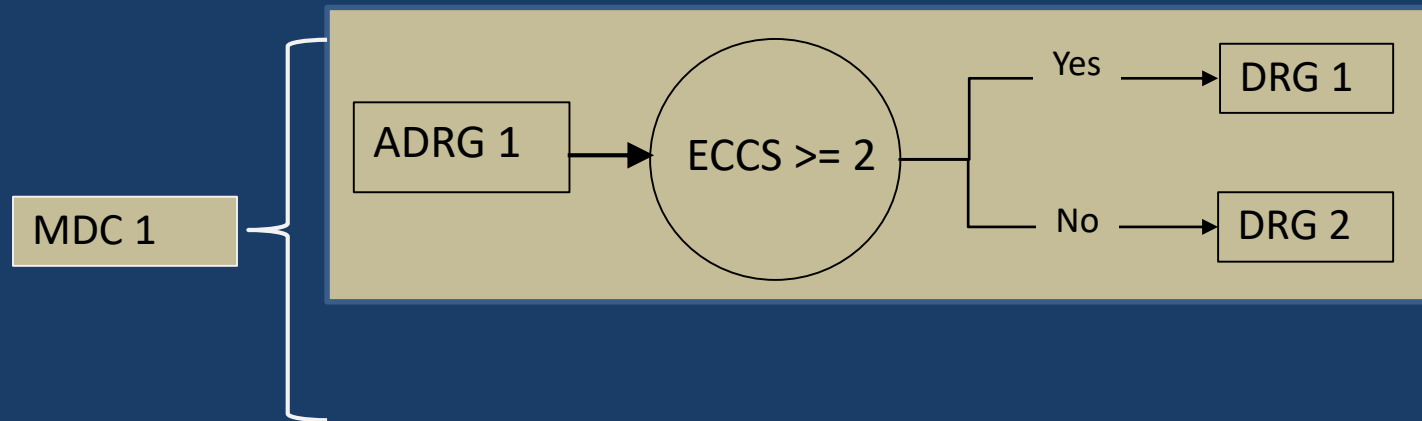 MDC 1
ADRG 1
ECCS >= 2
Yes
DRG 1
No
DRG 2